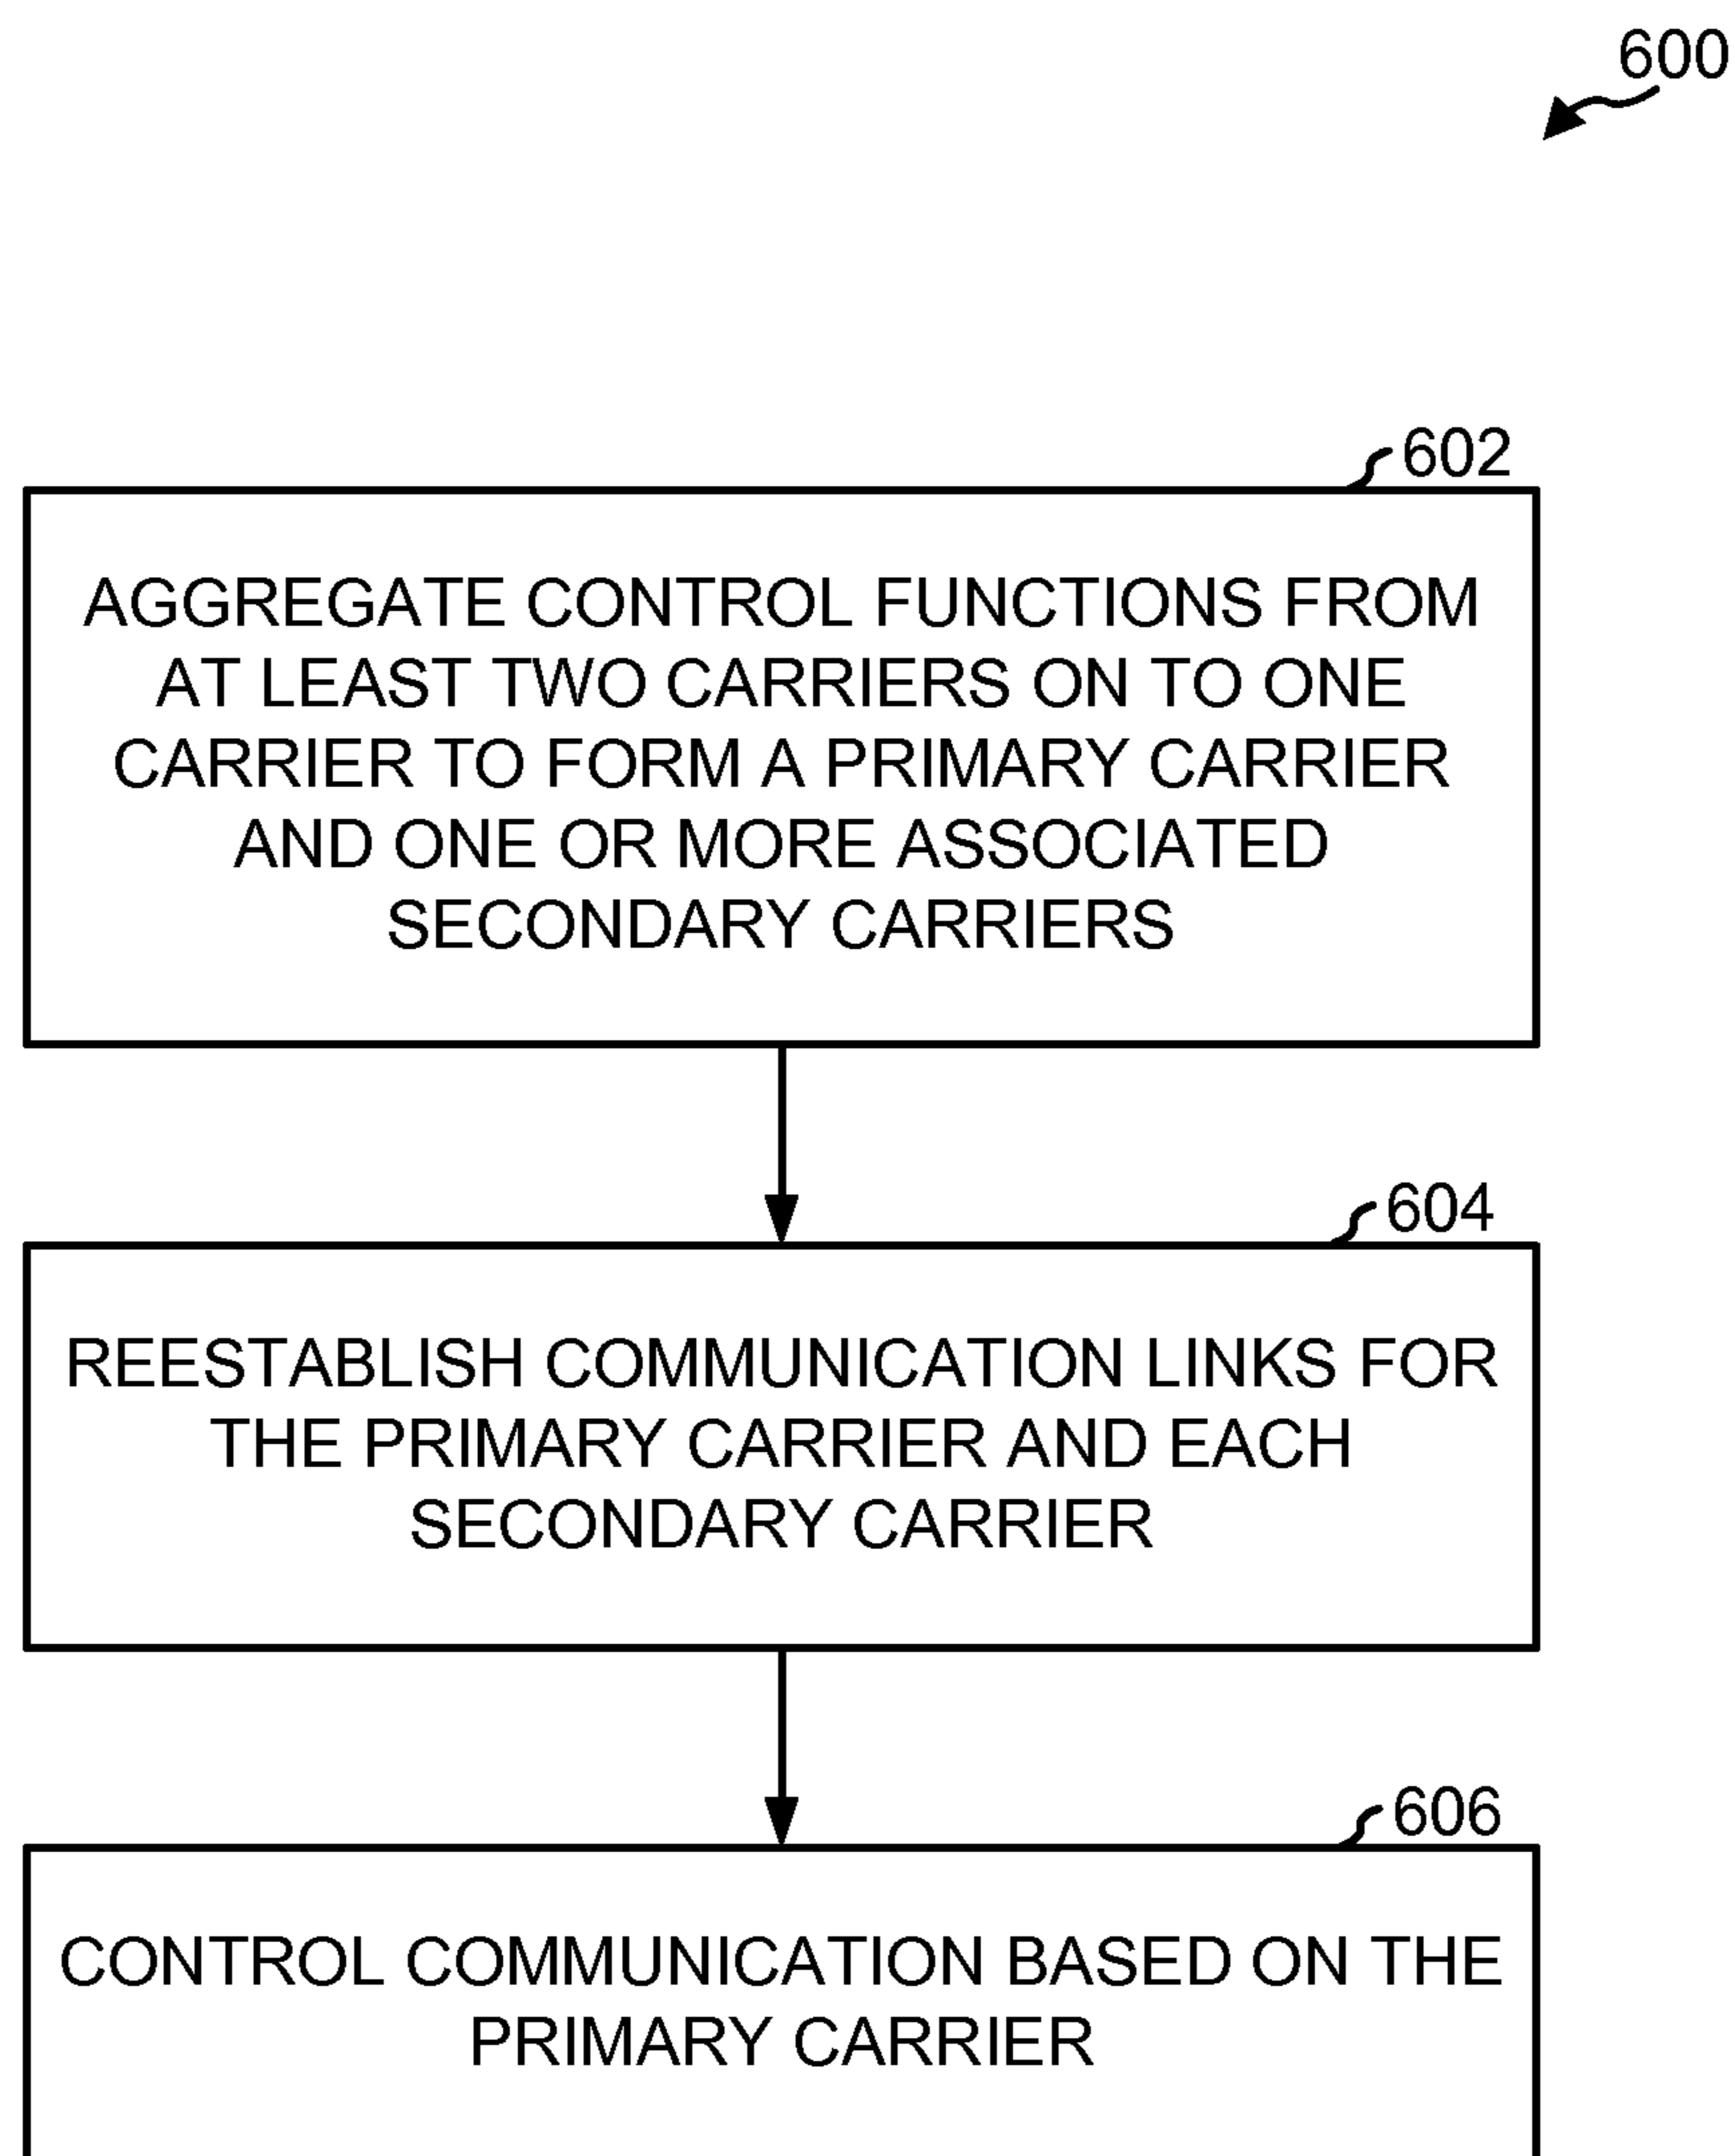 600
602
AGGREGATE CONTROL FUNCTIONS FROM
AT LEAST TWO CARRIERS ON TO ONE
CARRIER TO FORM A PRIMARY CARRIER
AND ONE OR MORE ASSOCIATED
SECONDARY CARRIERS
604
REESTABLISH COMMUNICATION LINKS FOR
THE PRIMARY CARRIER AND EACH
SECONDARY CARRIER
606
CONTROL COMMUNICATION BASED ON THE
PRIMARY CARRIER